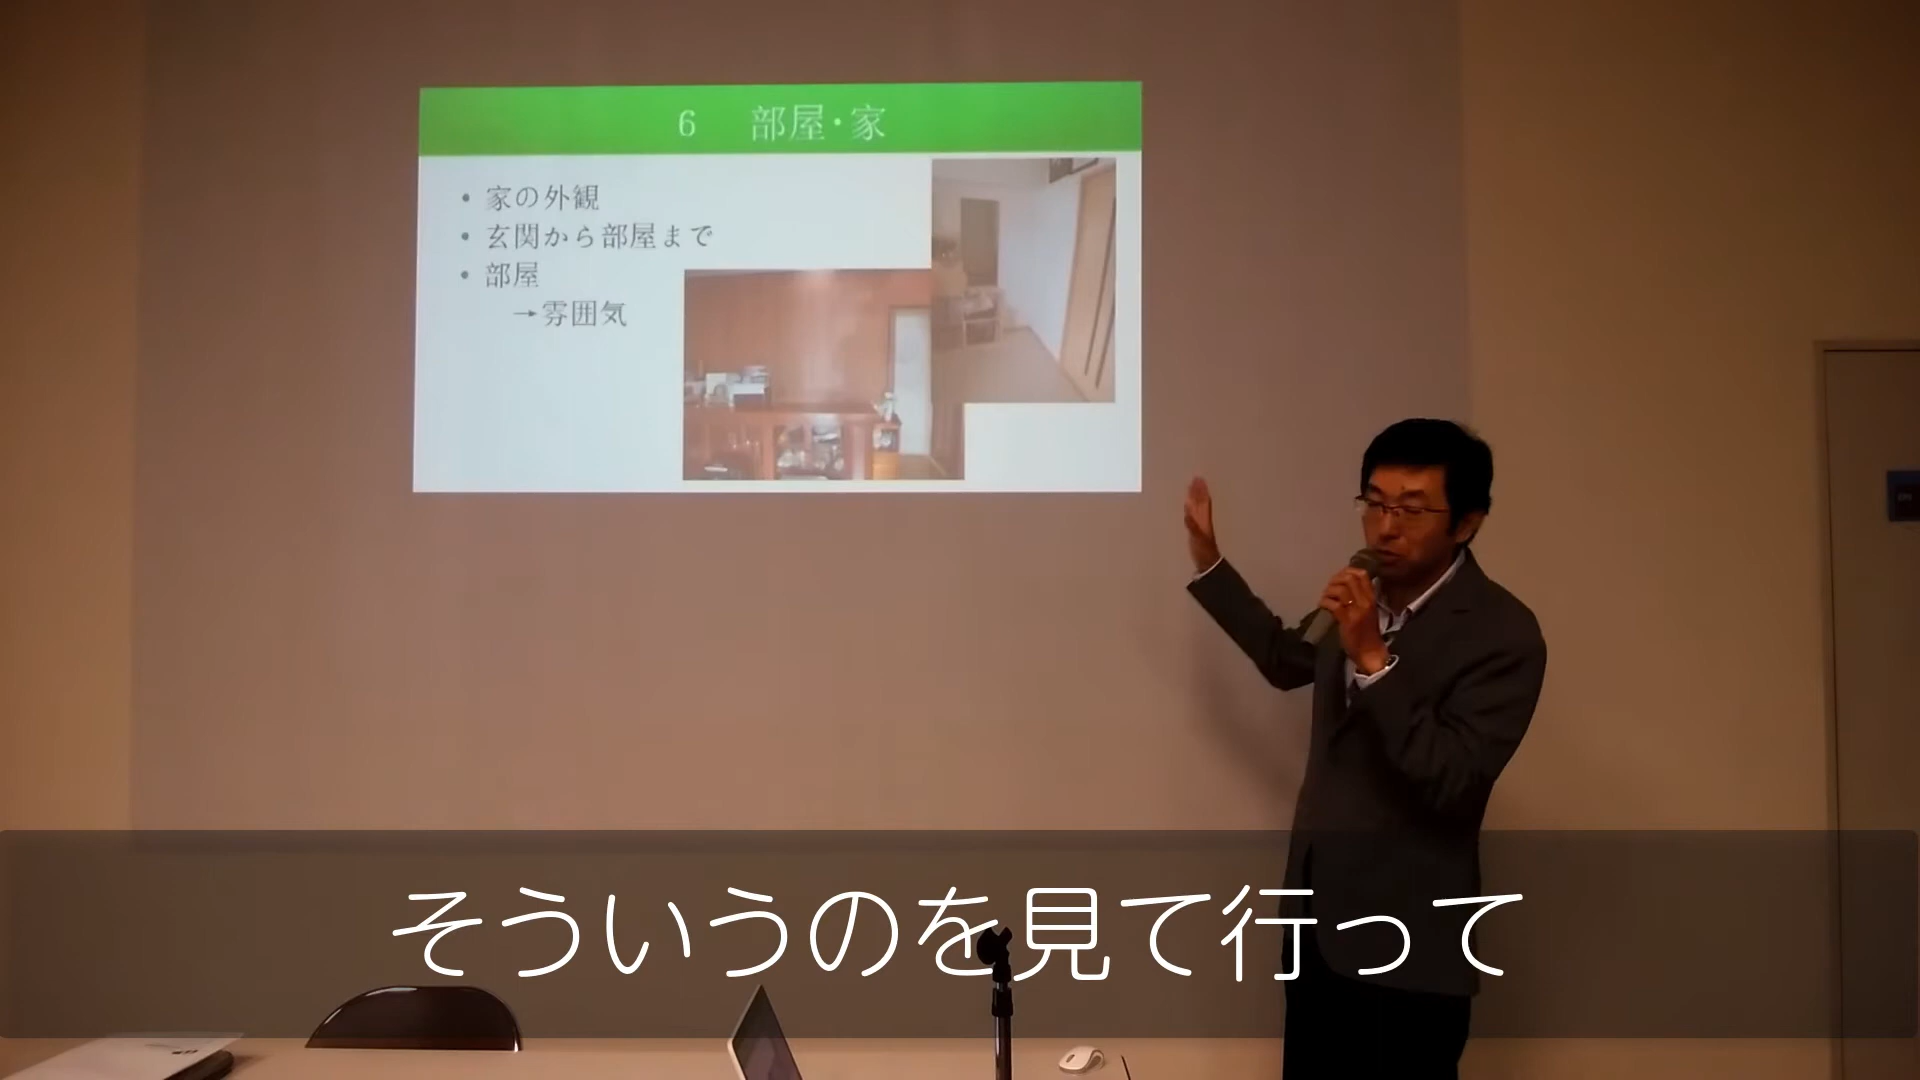 6 部屋・家
• 家の外観
• 玄関から部屋まで
• 部屋
→雰囲気
そういうのを見て行って